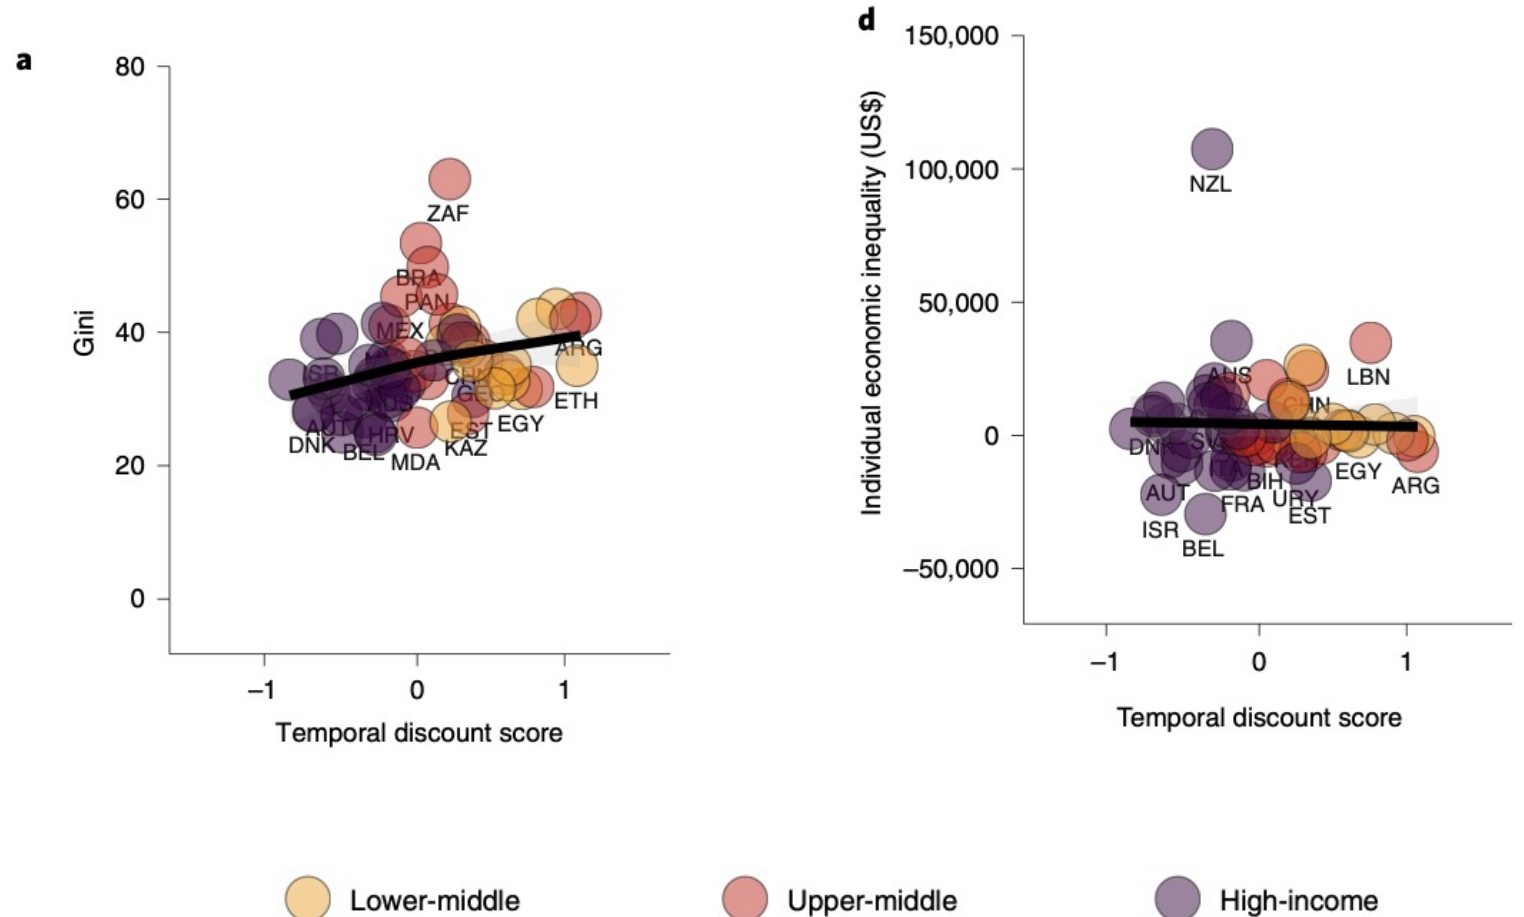 a
80
60
40
20
0
Gini
ZAF
BRA
PAN
MEX
ARG
ISR
CHN
GEO
ETH
AUS
AUT
HRV
EST
EGY
DNK
BEL
KAZ
MDA
−1 0 1
Temporal discount score
d
150,000
100,000
50,000
0
−50,000
Individual economic inequality (US$)
NZL
AUS
LBN
CHN
DNK
ITA
EGY
BIH
ARG
AUT
FRA
URY
EST
ISR
BEL
−1 0 1
Temporal discount score
Lower-middle
Upper-middle
High-income